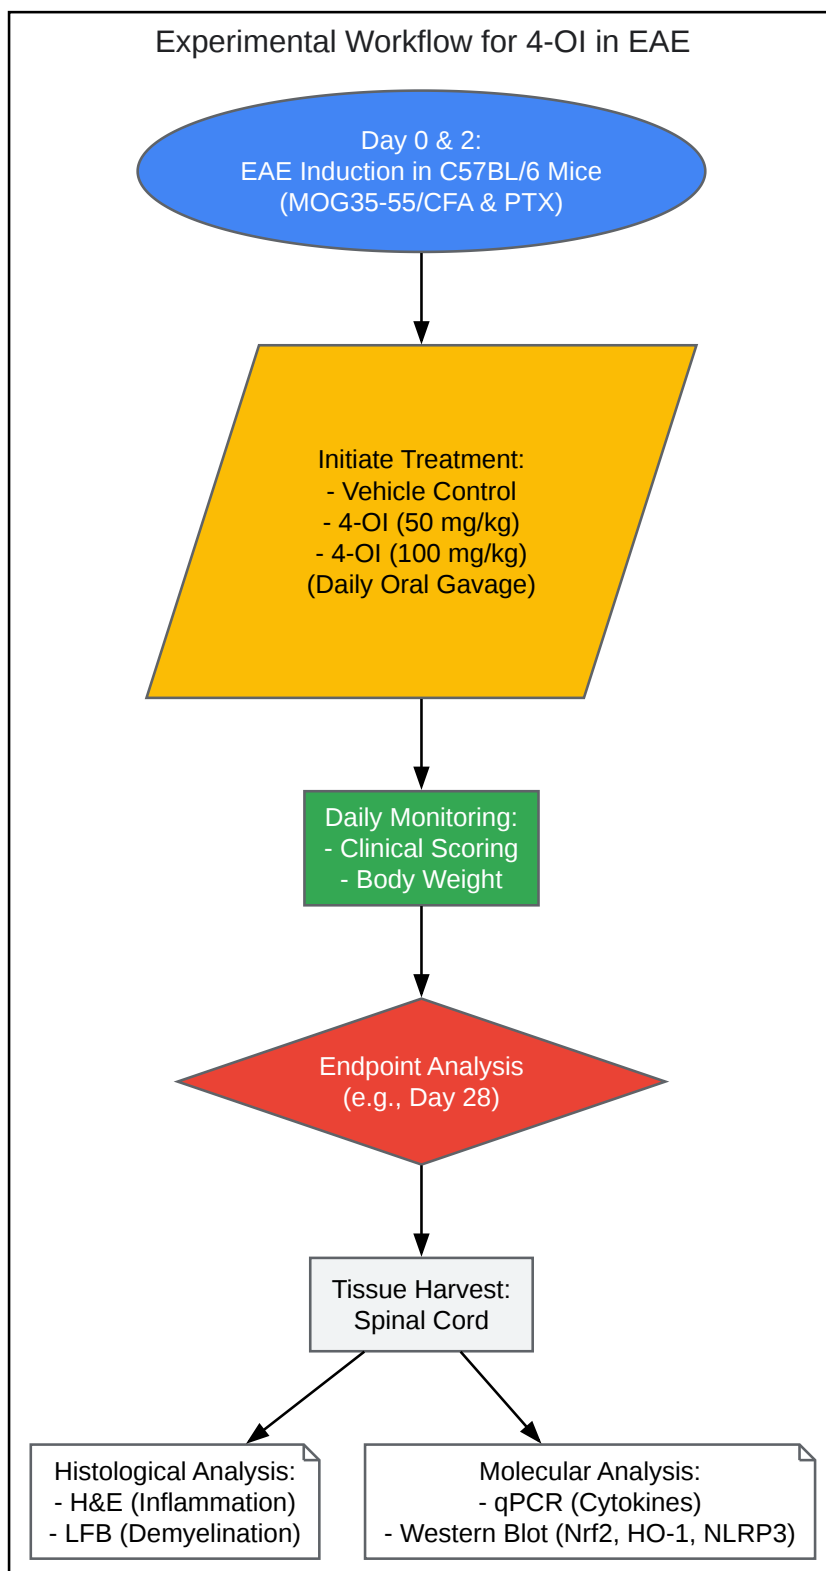 Experimental Workflow for 4-OI in EAE
Day 0 & 2:
EAE Induction in C57BL/6 Mice
(MOG35-55/CFA & PTX)
Initiate Treatment:
- Vehicle Control
- 4-OI (50 mg/kg)
- 4-OI (100 mg/kg)
(Daily Oral Gavage)
Daily Monitoring:
- Clinical Scoring
- Body Weight
Endpoint Analysis
(e.g., Day 28)
Tissue Harvest:
Spinal Cord
Histological Analysis:
- H&E (Inflammation)
- LFB (Demyelination)
Molecular Analysis:
- qPCR (Cytokines)
- Western Blot (Nrf2, HO-1, NLRP3)